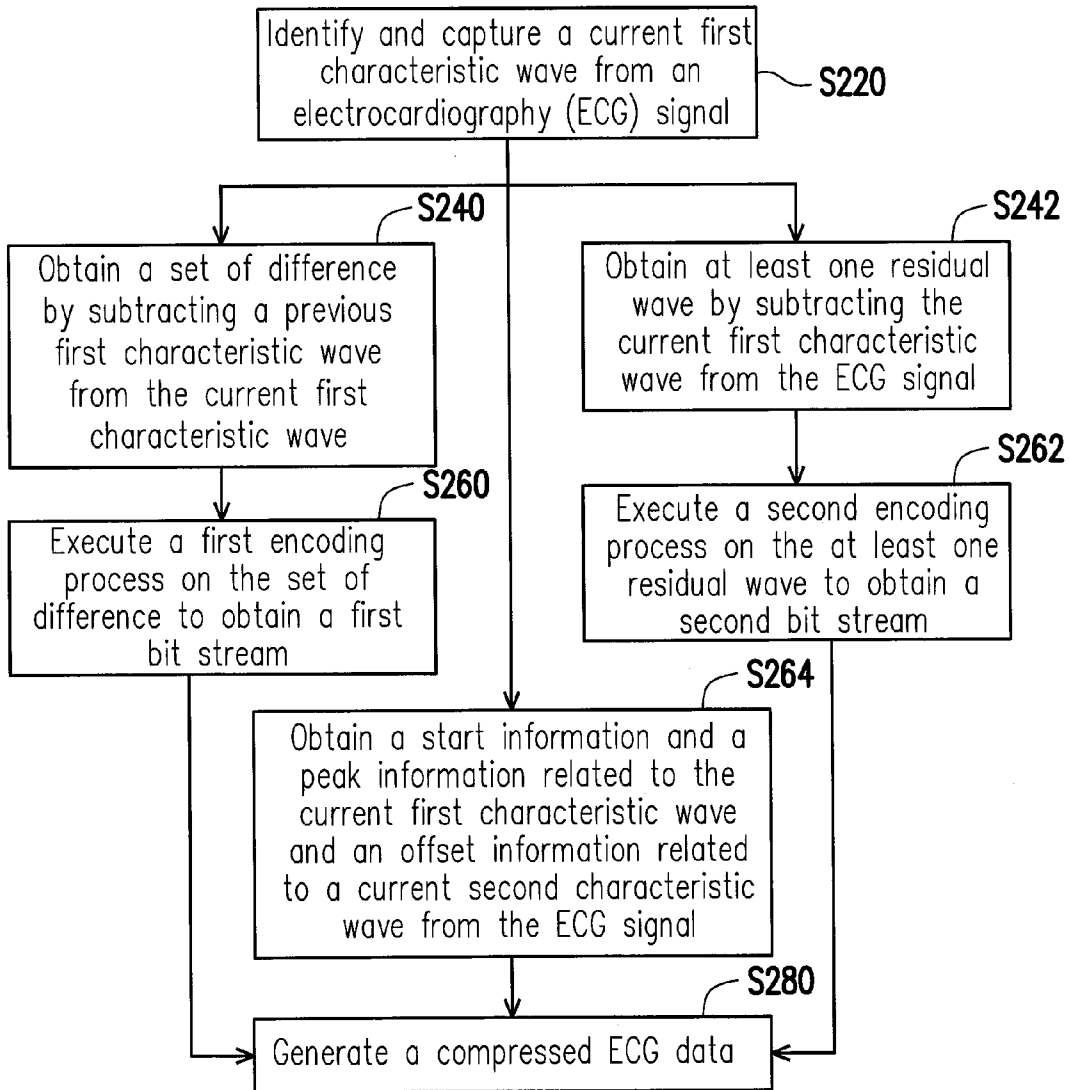 Identify and capture a current first
characteristic wave from an
electrocardiography (ECG) signal
S220
S240
Obtain a set of difference
by subtracting a previous
first characteristic wave
from the current first
characteristic wave
S242
Obtain at least one residual
wave by subtracting the
current first characteristic
wave from the ECG signal
S260
Execute a first encoding
process on the set of
difference to obtain a first
bit stream
S262
Execute a second encoding
process on the at least one
residual wave to obtain a
second bit stream
S264
Obtain a start information and a
peak information related to the
current first characteristic wave
and an offset information related
to a current second characteristic
wave from the ECG signal
S280
Generate a compressed ECG data